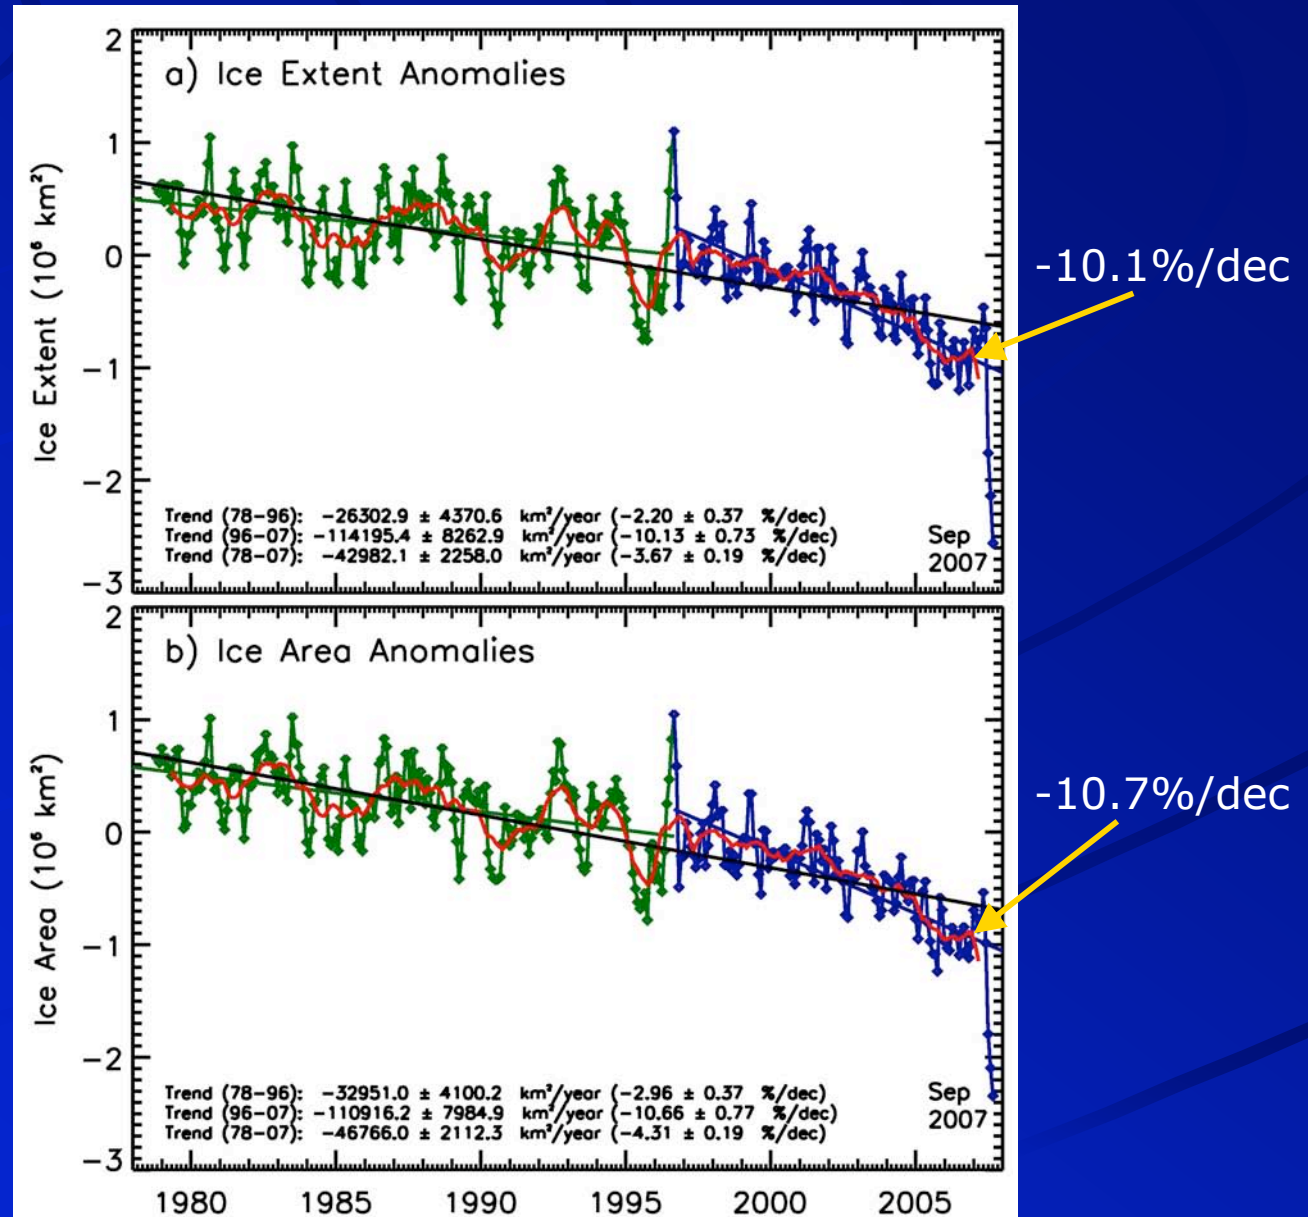 2
a) Ice Extent Anomalies
1
0
-1
-2
-3
Ice Extent (10⁶ km²)
-10.1%/dec
Trend (78-96): -26302.9 ± 4370.6 km²/year (-2.20 ± 0.37 %/dec)
Trend (96-07): -114195.4 ± 8262.9 km²/year (-10.13 ± 0.73 %/dec)
Trend (78-07): -42982.1 ± 2258.0 km²/year (-3.67 ± 0.19 %/dec)
Sep
2007
2
b) Ice Area Anomalies
1
0
-1
-2
-3
Ice Area (10⁶ km²)
-10.7%/dec
Trend (78-96): -32951.0 ± 4100.2 km²/year (-2.96 ± 0.37 %/dec)
Trend (96-07): -110916.2 ± 7984.9 km²/year (-10.66 ± 0.77 %/dec)
Trend (78-07): -46766.0 ± 2112.3 km²/year (-4.31 ± 0.19 %/dec)
Sep
2007
1980 1985 1990 1995 2000 2005